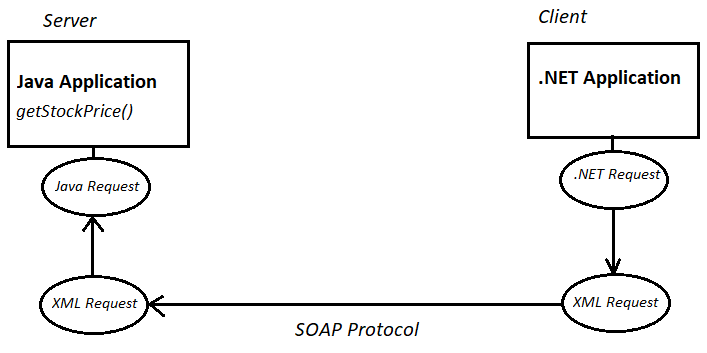 Server
Client
Java Application
getStockPrice()
.NET Application
Java Request
.NET Request
XML Request
XML Request
SOAP Protocol